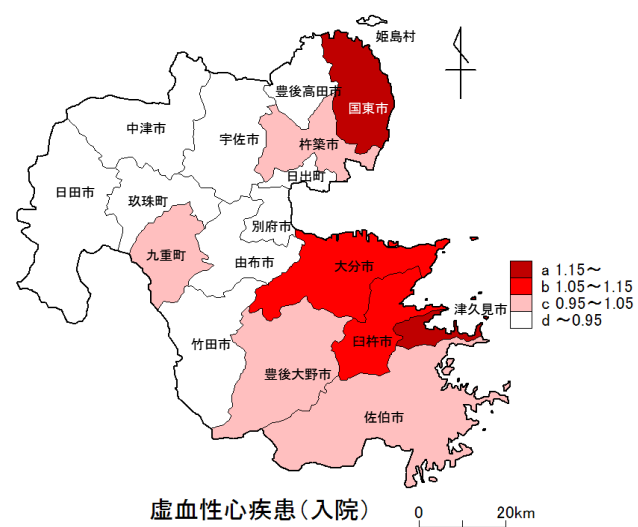 姫島村
豊後高田市
国東市
中津市
宇佐市
杵築市
日出町
日田市
玖珠町
別府市
九重町
由布市
大分市
a 1.15～
b 1.05～1.15
c 0.95～1.05
d ～0.95
津久見市
臼杵市
竹田市
豊後大野市
佐伯市
虚血性心疾患（入院）
0 20km